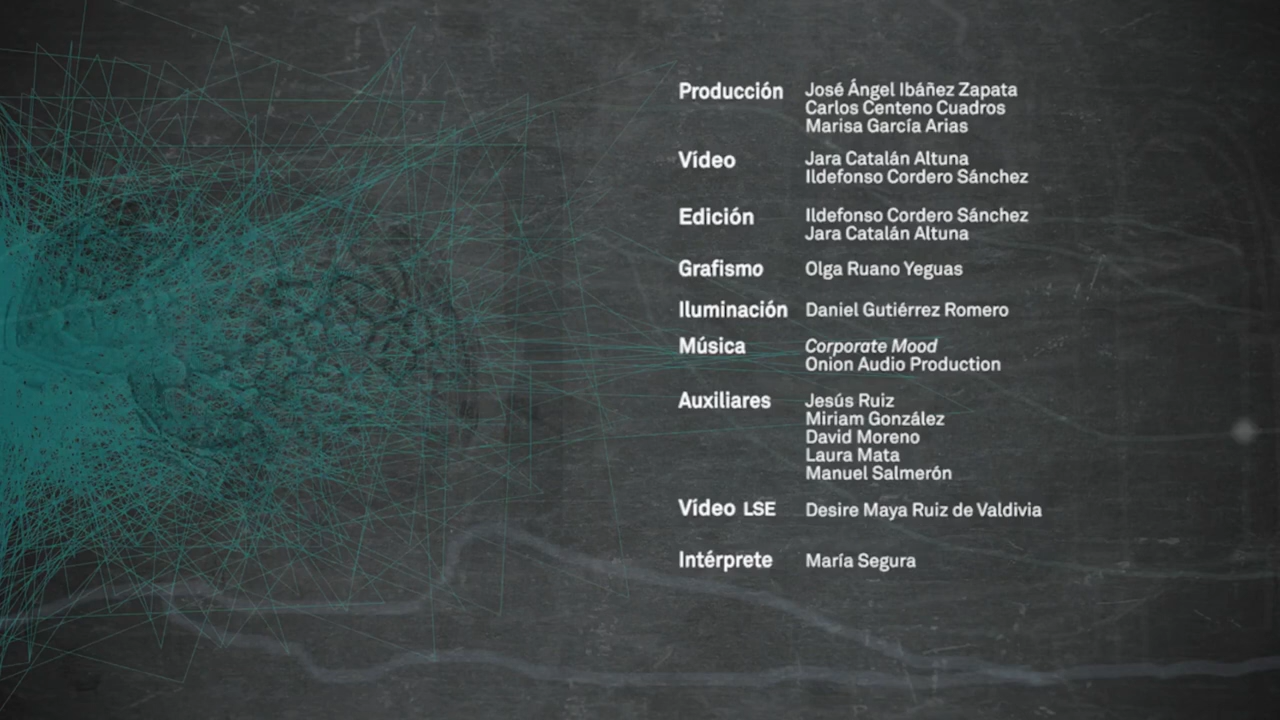 Producción José Ángel Ibáñez Zapata
Carlos Centeno Cuadros
Marisa García Arias
Vídeo Jara Catalán Altuna
Ildefonso Cordero Sánchez
Edición Ildefonso Cordero Sánchez
Jara Catalán Altuna
Grafismo Olga Ruano Yeguas
Iluminación Daniel Gutiérrez Romero
Música Corporate Mood
Onion Audio Production
Auxiliares Jesús Ruiz
Miriam González
David Moreno
Laura Mata
Manuel Salmerón
Vídeo LSE Desire Maya Ruiz de Valdivia
Intérprete María Segura